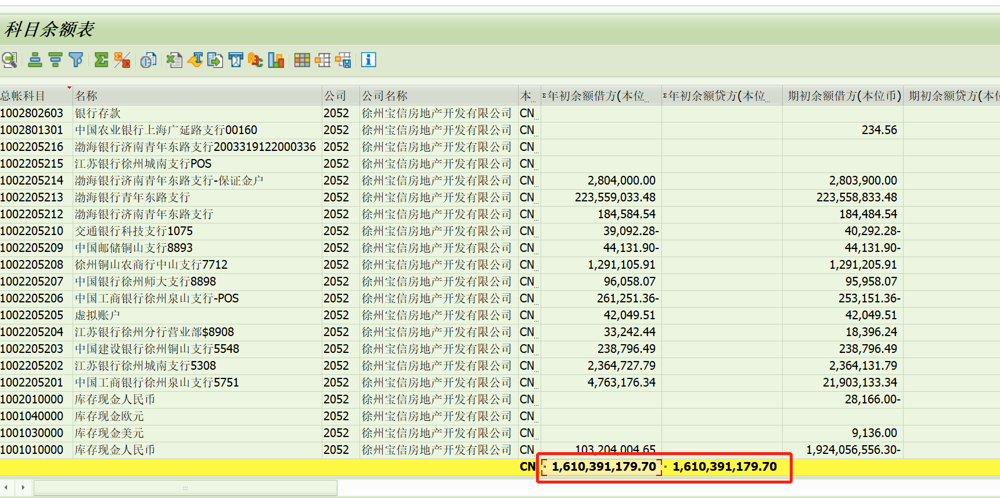 科目余额表
总帐科目 名称 公司 公司名称 本... Σ年初余额借方(本位... Σ年初余额贷方(本位... 期初余额借方(本位币) 期初余额贷方(本位
1002802603 银行存款 2052 徐州宝信房地产开发有限公司 CN...
1002801301 中国农业银行上海广延路支行00160 2052 徐州宝信房地产开发有限公司 CN... 234.56
1002205216 渤海银行济南青年东路支行2003319122000336 2052 徐州宝信房地产开发有限公司 CN...
1002205215 江苏银行徐州城南支行POS 2052 徐州宝信房地产开发有限公司 CN...
1002205214 渤海银行济南青年东路支行-保证金户 2052 徐州宝信房地产开发有限公司 CN... 2,804,000.00 2,803,900.00
1002205213 渤海银行青年东路支行 2052 徐州宝信房地产开发有限公司 CN... 223,559,033.48 223,558,833.48
1002205212 渤海银行济南青年东路支行 2052 徐州宝信房地产开发有限公司 CN... 184,584.54 184,484.54
1002205210 交通银行科技支行1075 2052 徐州宝信房地产开发有限公司 CN... 39,092.28- 40,292.28-
1002205209 中国邮储铜山支行8893 2052 徐州宝信房地产开发有限公司 CN... 44,131.90- 44,131.90-
1002205208 徐州铜山农商行中山支行7712 2052 徐州宝信房地产开发有限公司 CN... 1,291,105.91 1,291,205.91
1002205207 中国银行徐州师大支行8898 2052 徐州宝信房地产开发有限公司 CN... 96,058.07 95,958.07
1002205206 中国工商银行徐州泉山支行-POS 2052 徐州宝信房地产开发有限公司 CN... 261,251.36- 253,151.36-
1002205205 虚拟账户 2052 徐州宝信房地产开发有限公司 CN... 42,049.51 42,049.51
1002205204 江苏银行徐州分行营业部$8908 2052 徐州宝信房地产开发有限公司 CN... 33,242.44 18,396.24
1002205203 中国建设银行徐州铜山支行5548 2052 徐州宝信房地产开发有限公司 CN... 238,796.49 238,796.49
1002205202 江苏银行徐州城南支行5308 2052 徐州宝信房地产开发有限公司 CN... 2,364,727.79 2,364,131.79
1002205201 中国工商银行徐州泉山支行5751 2052 徐州宝信房地产开发有限公司 CN... 4,763,176.34 21,903,133.34
1002010000 库存现金人民币 2052 徐州宝信房地产开发有限公司 CN... 28,166.00-
1001040000 库存现金欧元 2052 徐州宝信房地产开发有限公司 CN...
1001030000 库存现金美元 2052 徐州宝信房地产开发有限公司 CN... 9,136.00
1001010000 库存现金人民币 2052 徐州宝信房地产开发有限公司 CN... 103,204,004.65 1,924,056,556.30-
CN... 1,610,391,179.70 1,610,391,179.70